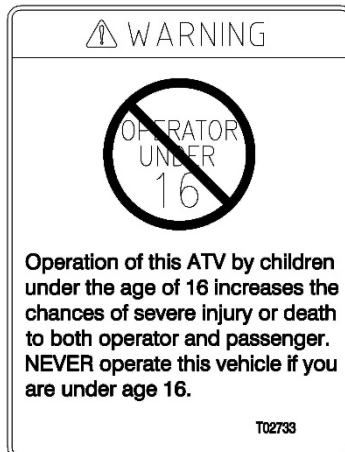 ⚠ WARNING
OPERATOR
UNDER
16
Operation of this ATV by children
under the age of 16 increases the
chances of severe injury or death
to both operator and passenger.
NEVER operate this vehicle if you
are under age 16.
T02733